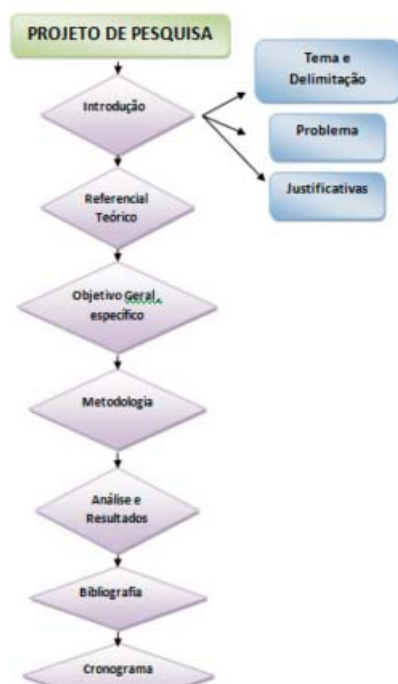 PROJETO DE PESQUISA
Introdução
Tema e
Delimitação
Problema
Justificativas
Referencial
Teórico
Objetivo Geral,
específico
Metodologia
Análise e
Resultados
Bibliografia
Cronograma